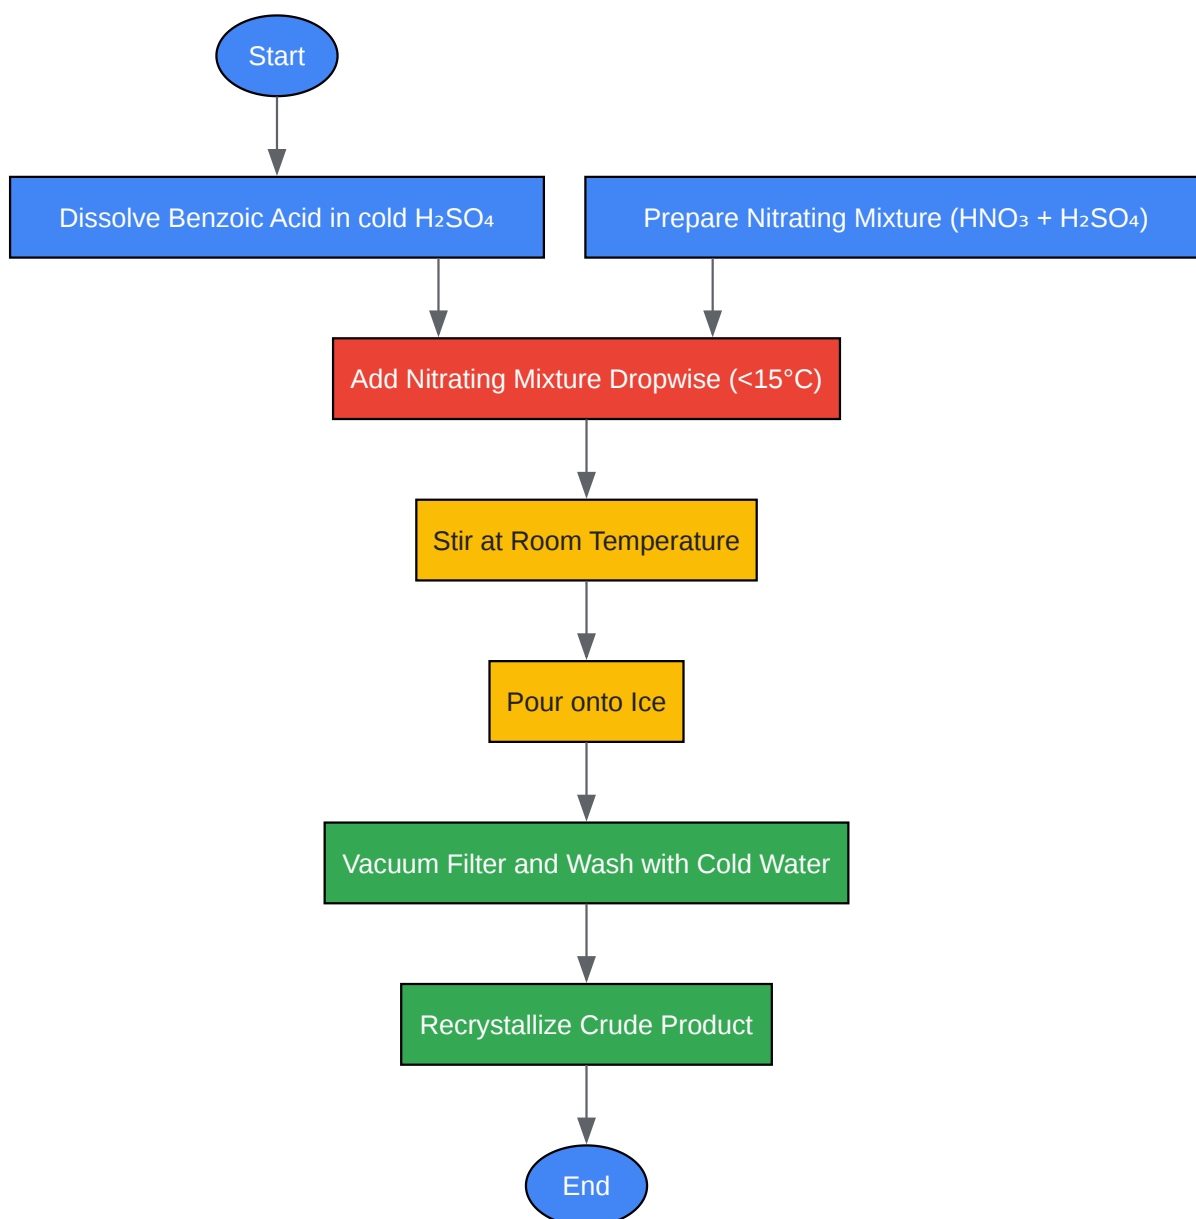 Start
Dissolve Benzoic Acid in cold H₂SO₄
Prepare Nitrating Mixture (HNO₃ + H₂SO₄)
Add Nitrating Mixture Dropwise (<15°C)
Stir at Room Temperature
Pour onto Ice
Vacuum Filter and Wash with Cold Water
Recrystallize Crude Product
End